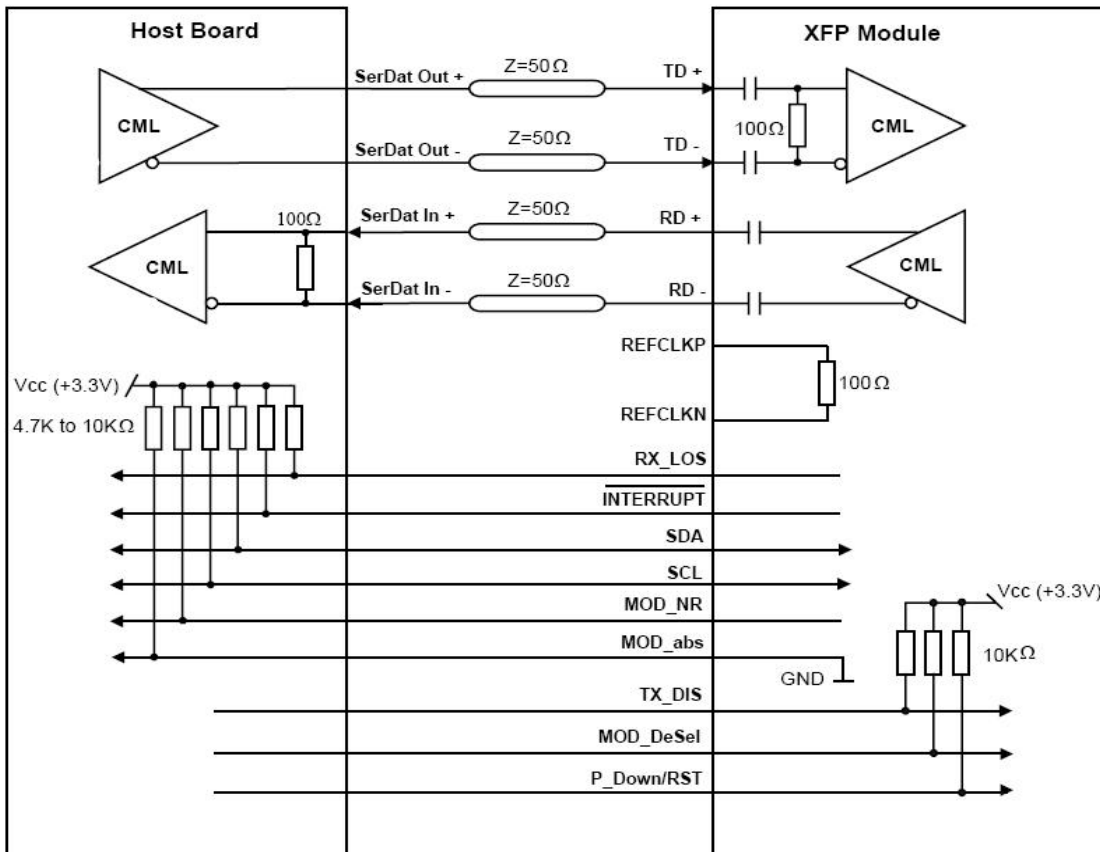 Host Board
XFP Module
SerDat Out +
Z=50Ω
TD +
CML
100Ω
CML
SerDat Out -
Z=50Ω
TD -
SerDat In +
Z=50Ω
RD +
100Ω
CML
CML
SerDat In -
Z=50Ω
RD -
REFCLKP
100Ω
REFCLKN
Vcc (+3.3V)
4.7K to 10KΩ
RX_LOS
INTERRUPT
SDA
SCL
MOD_NR
MOD_abs
Vcc (+3.3V)
10KΩ
GND
TX_DIS
MOD_DeSel
P_Down/RST